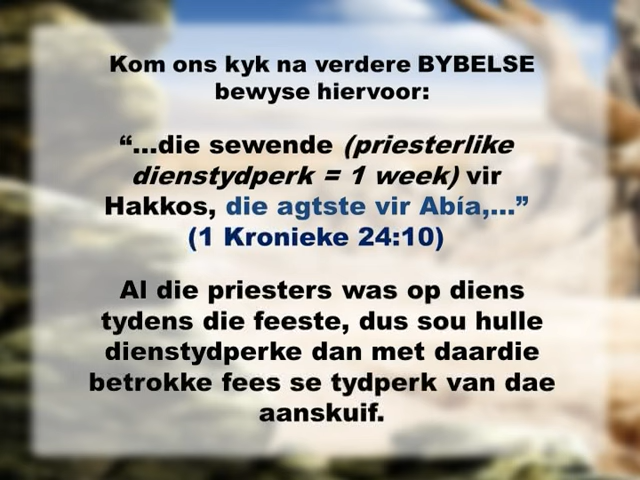 Kom ons kyk na verdere BYBELSE
bewyse hiervoor:
“…die sewende (priesterlike
dienstydperk = 1 week) vir
Hakkos, die agtste vir Abía,…”
(1 Kronieke 24:10)
Al die priesters was op diens
tydens die feeste, dus sou hulle
dienstydperke dan met daardie
betrokke fees se tydperk van dae
aanskuif.